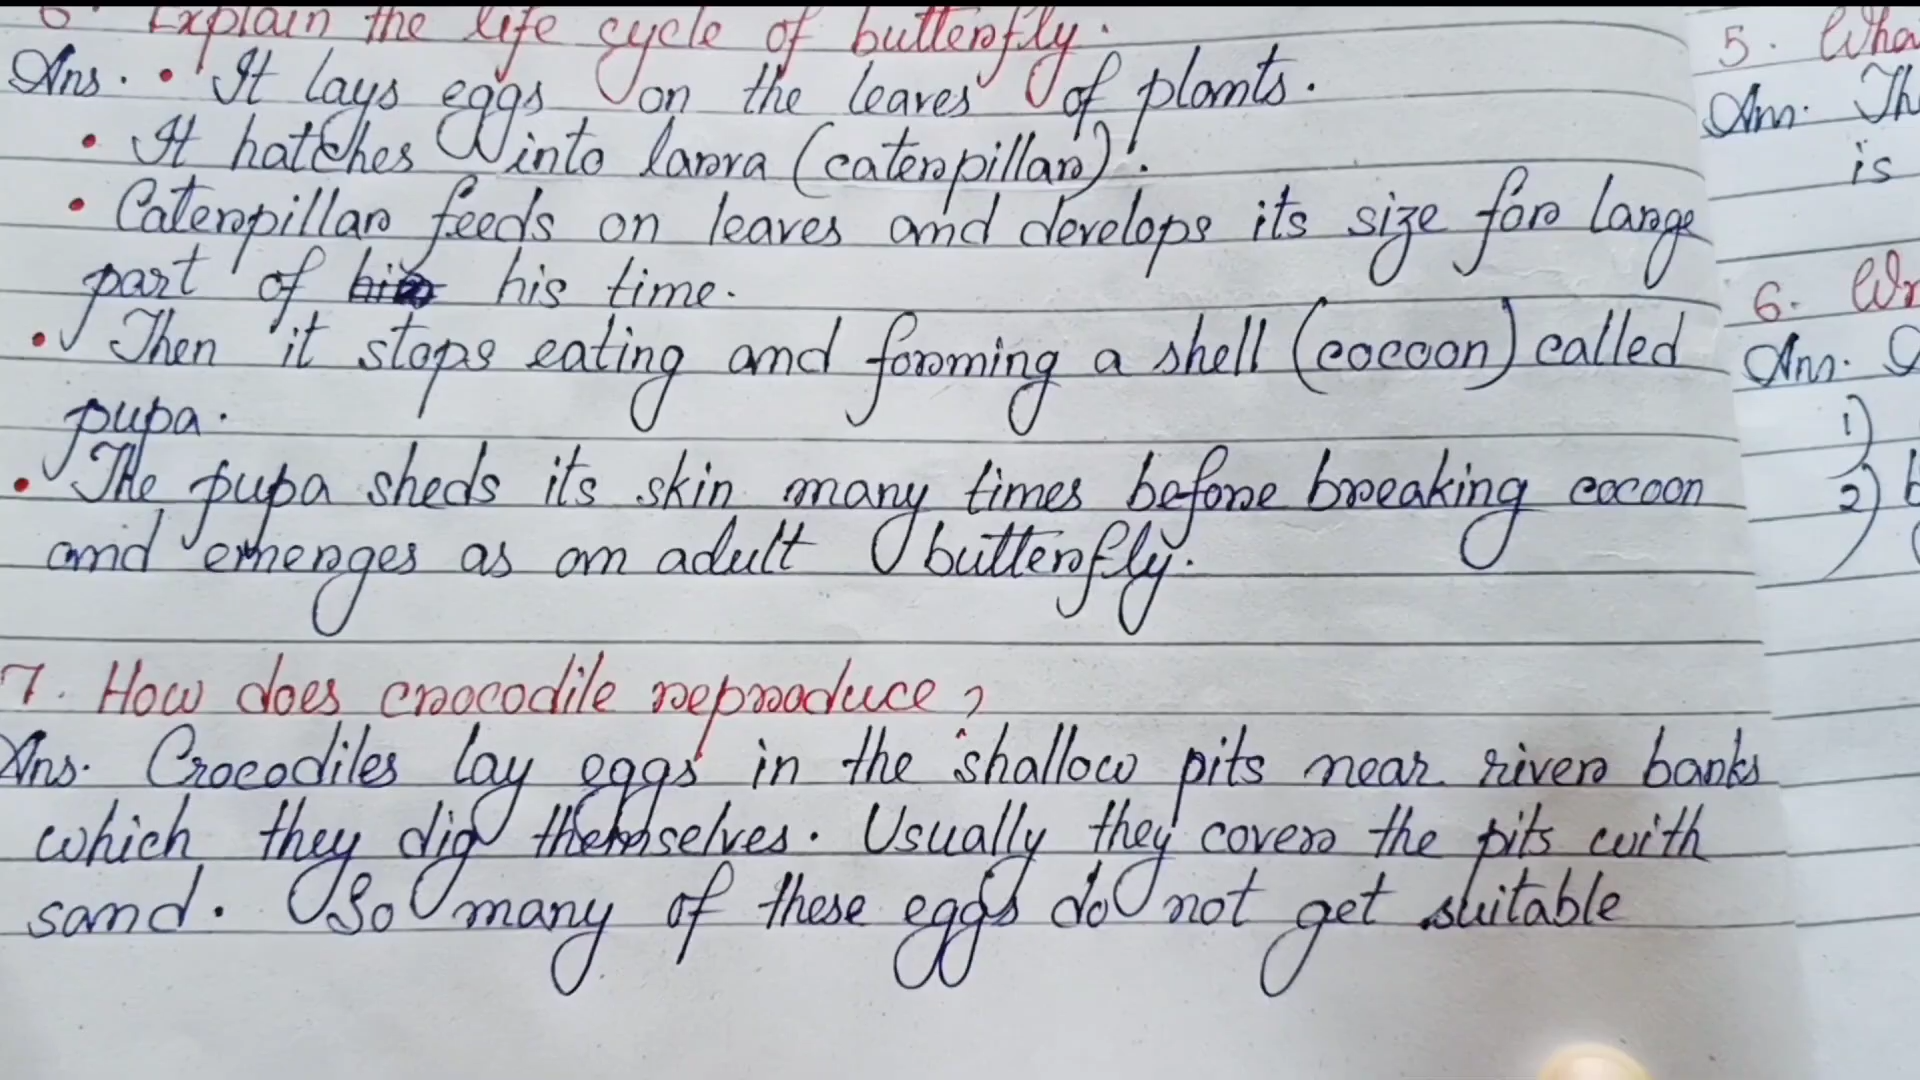 6. Explain the life cycle of butterfly.
Ans. • It lays eggs on the leaves of plants.
• It hatches into larva (caterpillar).
• Caterpillar feeds on leaves and develops its size for large
part of his time.
• Then it stops eating and forming a shell (cocoon) called
pupa.
• The pupa sheds its skin many times before breaking cocoon
and emerges as an adult butterfly.
7. How does crocodile reproduce?
Ans. Crocodiles lay eggs in the shallow pits near river banks
which they dig themselves. Usually they cover the pits with
sand. So many of these eggs do not get suitable
5.
Ans.
is
6.
Ans.
1)
2)